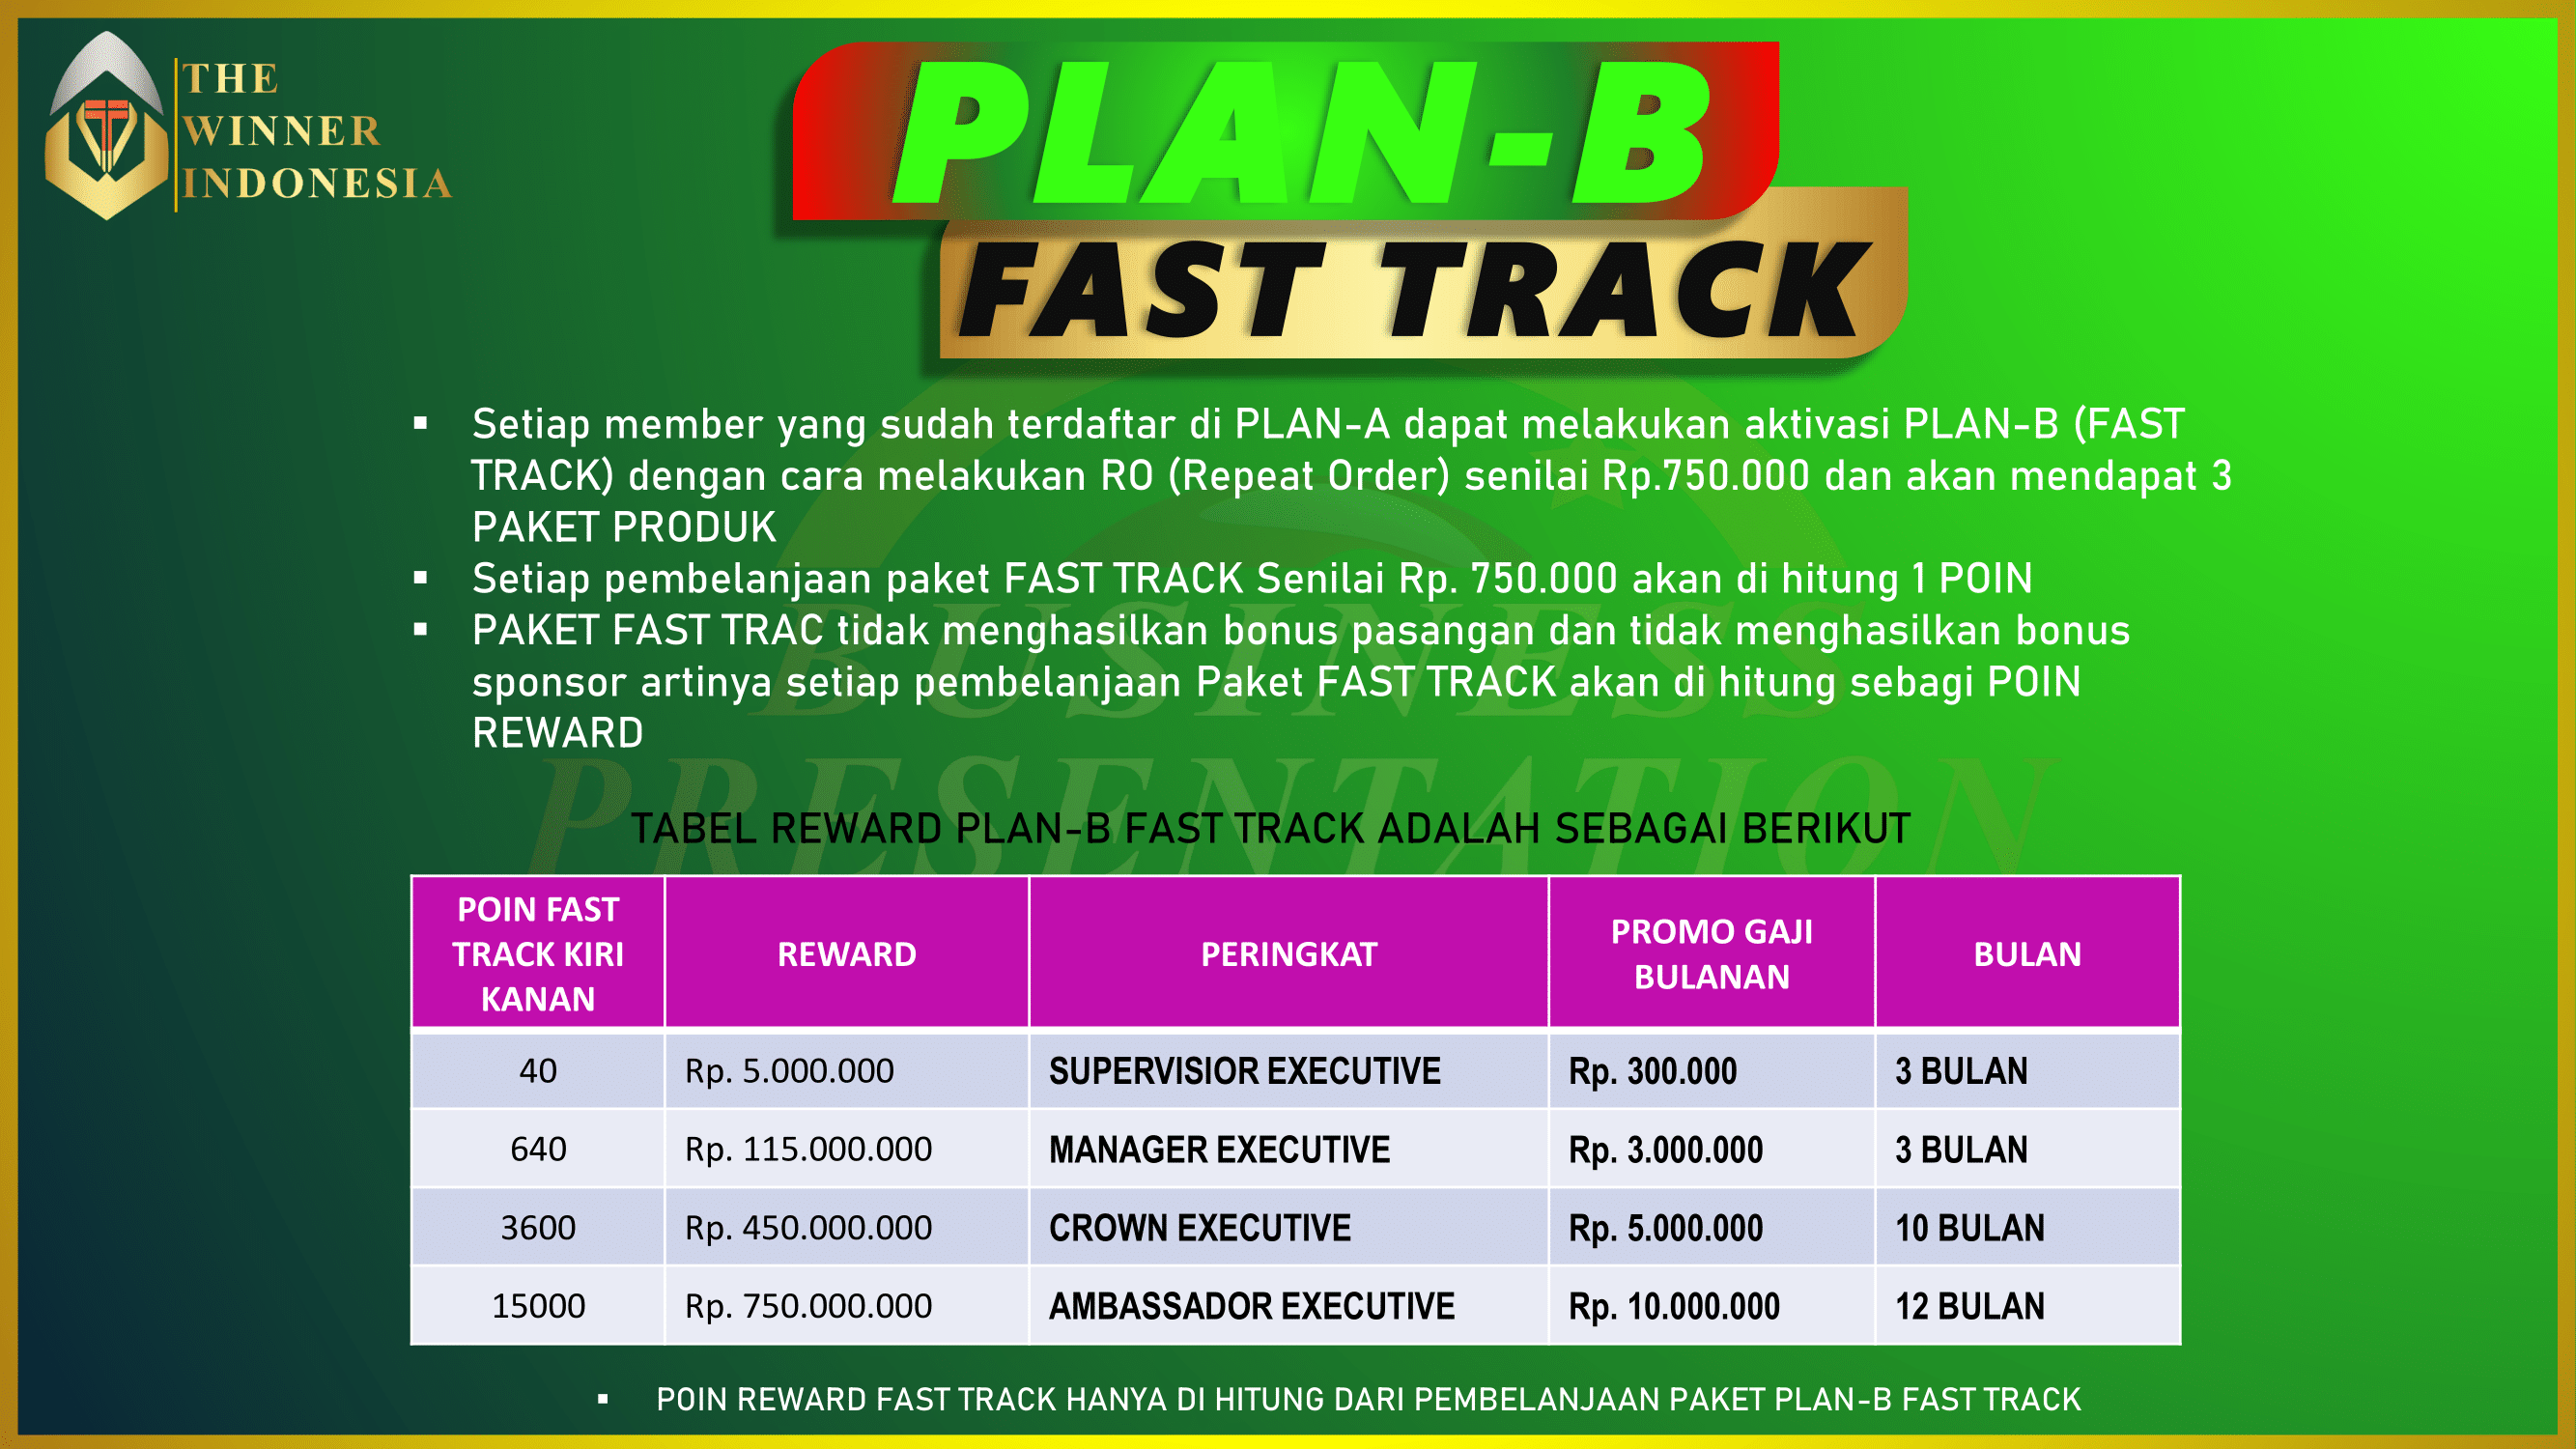 THE
WINNER
INDONESIA
PLAN-B
FAST TRACK
▪ Setiap member yang sudah terdaftar di PLAN-A dapat melakukan aktivasi PLAN-B (FAST
TRACK) dengan cara melakukan RO (Repeat Order) senilai Rp.750.000 dan akan mendapat 3
PAKET PRODUK
▪ Setiap pembelanjaan paket FAST TRACK Senilai Rp. 750.000 akan di hitung 1 POIN
▪ PAKET FAST TRAC tidak menghasilkan bonus pasangan dan tidak menghasilkan bonus
sponsor artinya setiap pembelanjaan Paket FAST TRACK akan di hitung sebagi POIN
REWARD
BUSINESS
PRESENTATION
TABEL REWARD PLAN-B FAST TRACK ADALAH SEBAGAI BERIKUT
POIN FAST
TRACK KIRI
KANAN
REWARD
PERINGKAT
PROMO GAJI
BULANAN
BULAN
40 Rp. 5.000.000 SUPERVISIOR EXECUTIVE Rp. 300.000 3 BULAN
640 Rp. 115.000.000 MANAGER EXECUTIVE Rp. 3.000.000 3 BULAN
3600 Rp. 450.000.000 CROWN EXECUTIVE Rp. 5.000.000 10 BULAN
15000 Rp. 750.000.000 AMBASSADOR EXECUTIVE Rp. 10.000.000 12 BULAN
▪ POIN REWARD FAST TRACK HANYA DI HITUNG DARI PEMBELANJAAN PAKET PLAN-B FAST TRACK